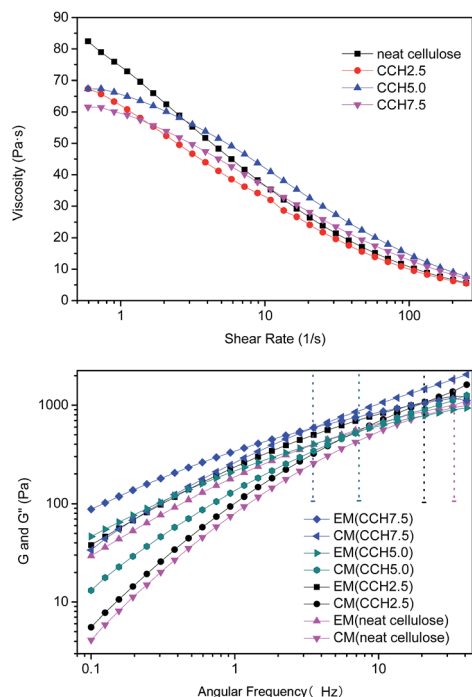 90
80
70
60
50
40
30
20
10
0
Viscosity (Pa·s)
neat cellulose
CCH2.5
CCH5.0
CCH7.5
1
10
100
Shear Rate (1/s)
1000
100
10
G and G" (Pa)
EM(CCH7.5)
CM(CCH7.5)
EM(CCH5.0)
CM(CCH5.0)
EM(CCH2.5)
CM(CCH2.5)
EM(neat cellulose)
CM(neat cellulose)
0.1
1
10
Angular Frequency( Hz)